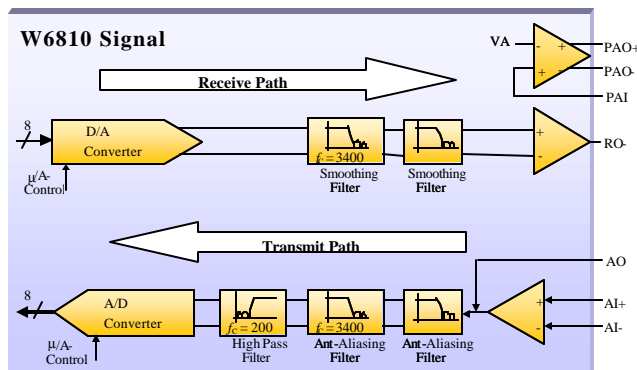 W6810 Signal
VA
- +
PAO+
+ -
PAO-
PAI
Receive Path
8
D/A
Converter
µ/A-
Control
fc = 3400
Smoothing
Filter
Smoothing
Filter
+
-
RO-
Transmit Path
AO
8
A/D
Converter
µ/A-
Control
fC = 200
High Pass
Filter
fc = 3400
Ant-Aliasing
Filter
Ant-Aliasing
Filter
+
-
AI+
AI-